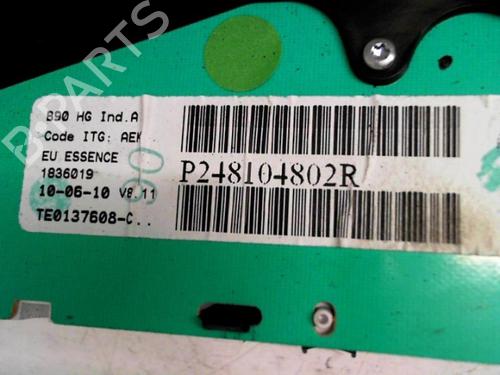 B90 HG Ind.A
Code ITG: AEK
EU ESSENCE
1836019
10-06-10 V8.11
TE0137608-C..
P248104802R
B-PARTS